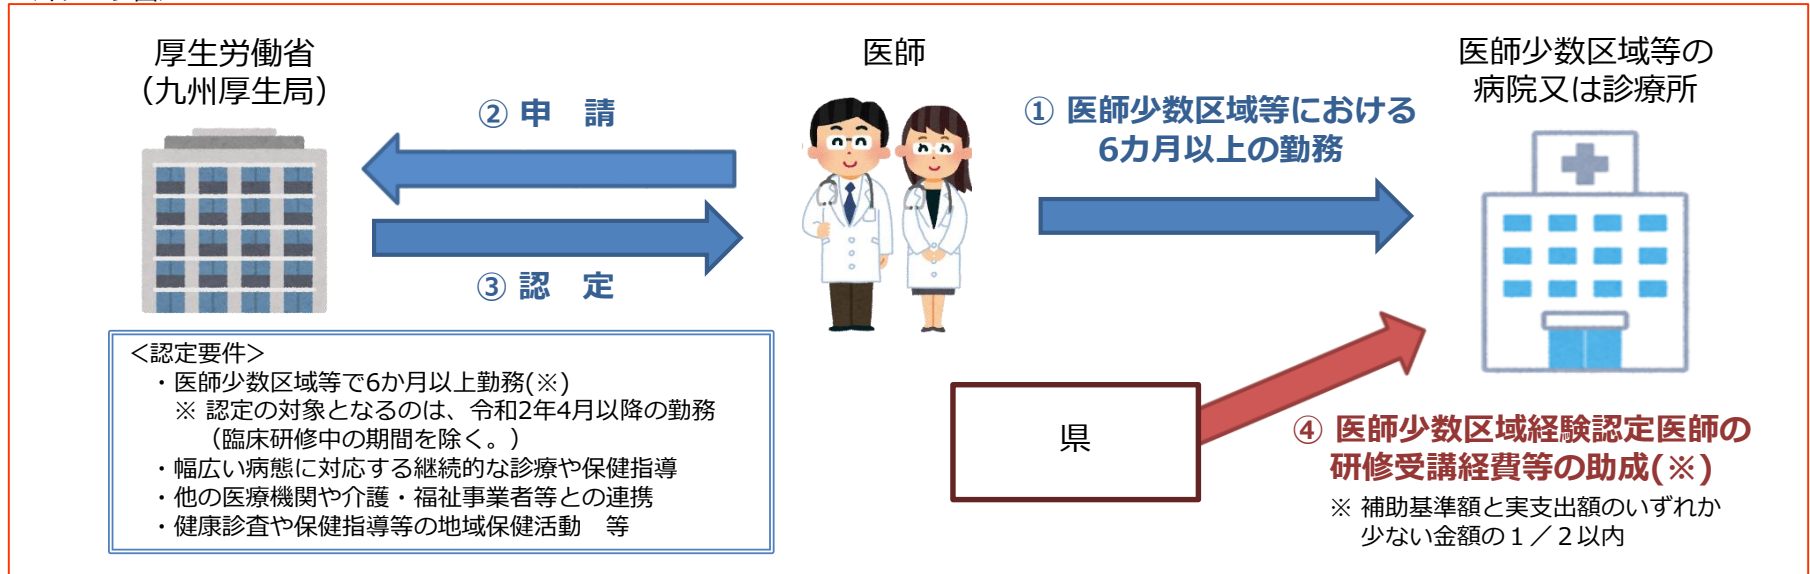 厚生労働省
（九州厚生局）
② 申　請
③ 認　定
医師
① 医師少数区域等における
6カ月以上の勤務
医師少数区域等の
病院又は診療所
＜認定要件＞
・医師少数区域等で6か月以上勤務(※)
※ 認定の対象となるのは、令和2年4月以降の勤務
（臨床研修中の期間を除く。）
・幅広い病態に対応する継続的な診療や保健指導
・他の医療機関や介護・福祉事業者等との連携
・健康診査や保健指導等の地域保健活動　等
県
④ 医師少数区域経験認定医師の
研修受講経費等の助成(※)
※ 補助基準額と実支出額のいずれか
少ない金額の１／２以内